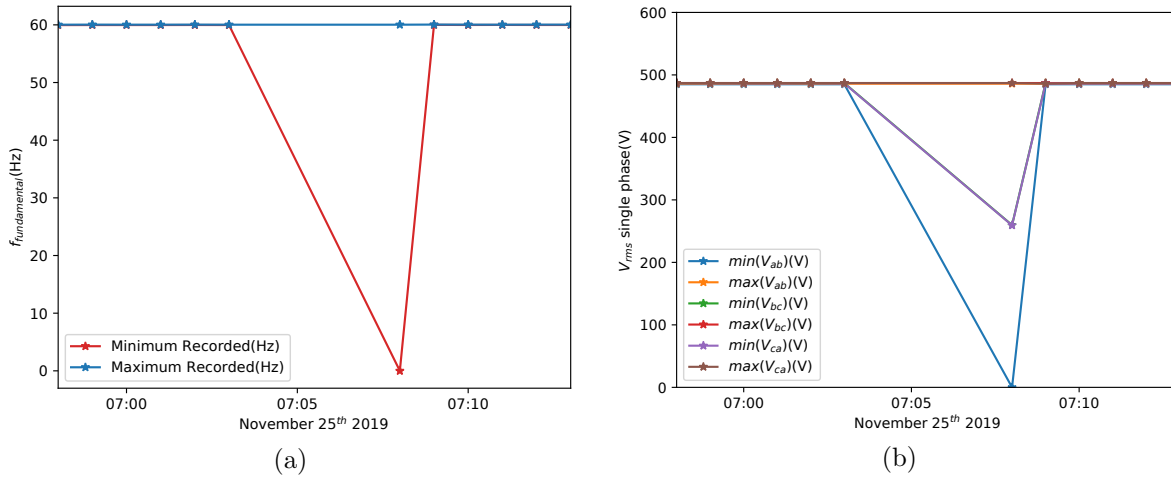 60
50
40
30
20
10
0
f_fundamental(Hz)
Minimum Recorded(Hz)
Maximum Recorded(Hz)
07:00 07:05 07:10
November 25th 2019
(a)
600
500
400
300
200
100
0
V_rms single phase(V)
min(V_ab)(V)
max(V_ab)(V)
min(V_bc)(V)
max(V_bc)(V)
min(V_ca)(V)
max(V_ca)(V)
07:00 07:05 07:10
November 25th 2019
(b)